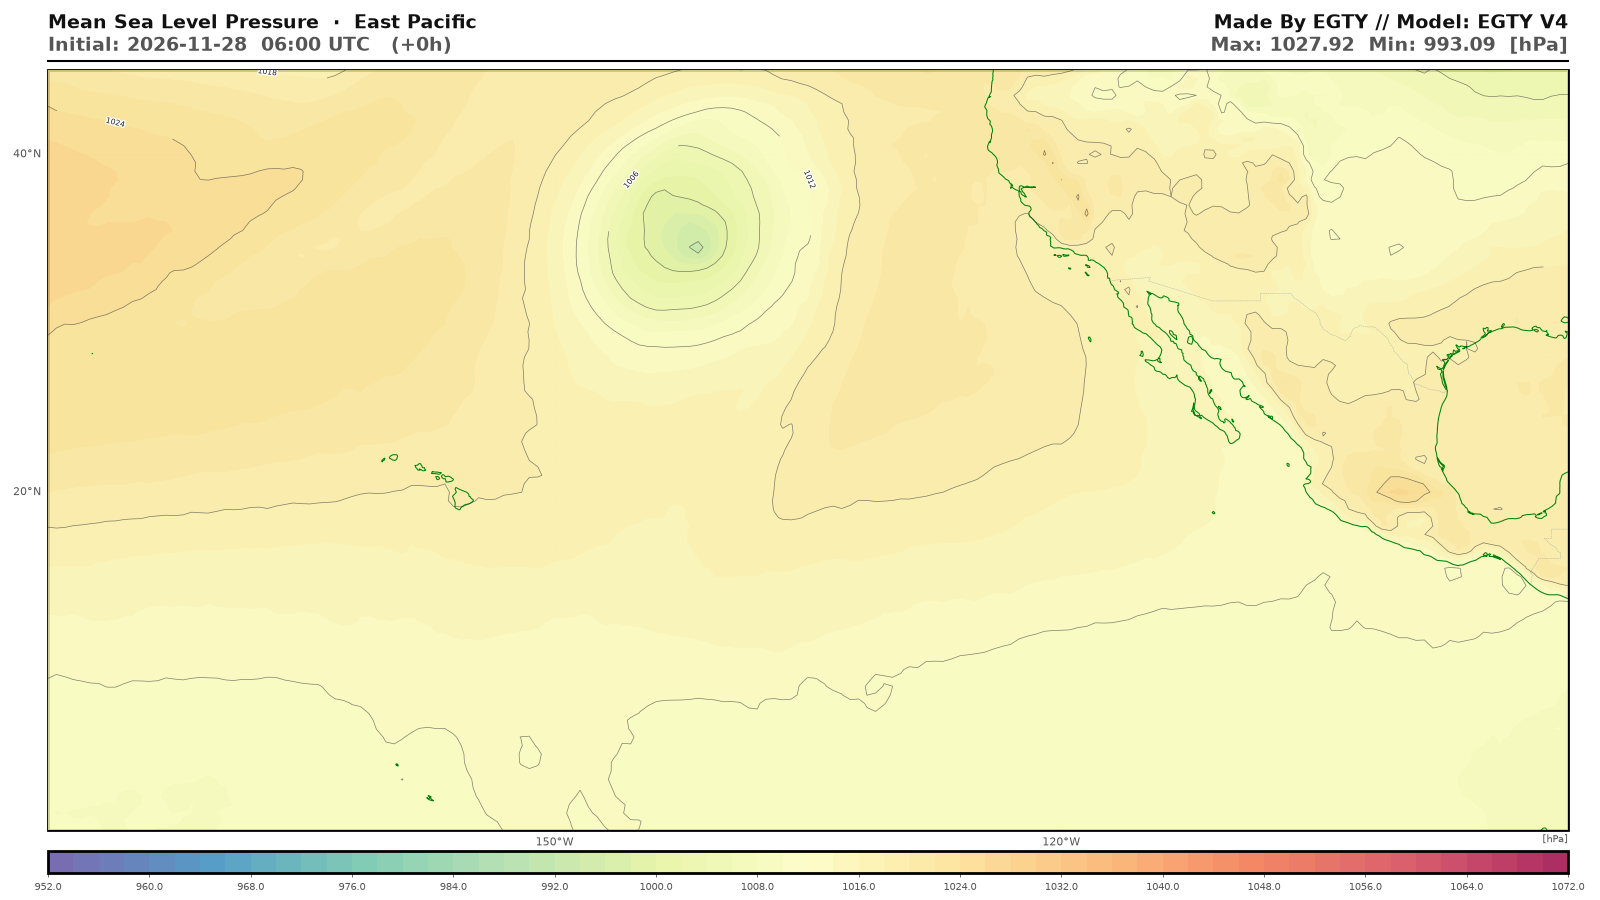 Mean Sea Level Pressure · East Pacific
Made By EGTY // Model: EGTY V4
Initial: 2026-11-28 06:00 UTC (+0h)
Max: 1027.92 Min: 993.09 [hPa]
1018
1024
40°N
1006
1012
20°N
150°W
120°W
[hPa]
952.0 960.0 968.0 976.0 984.0 992.0 1000.0 1008.0 1016.0 1024.0 1032.0 1040.0 1048.0 1056.0 1064.0 1072.0